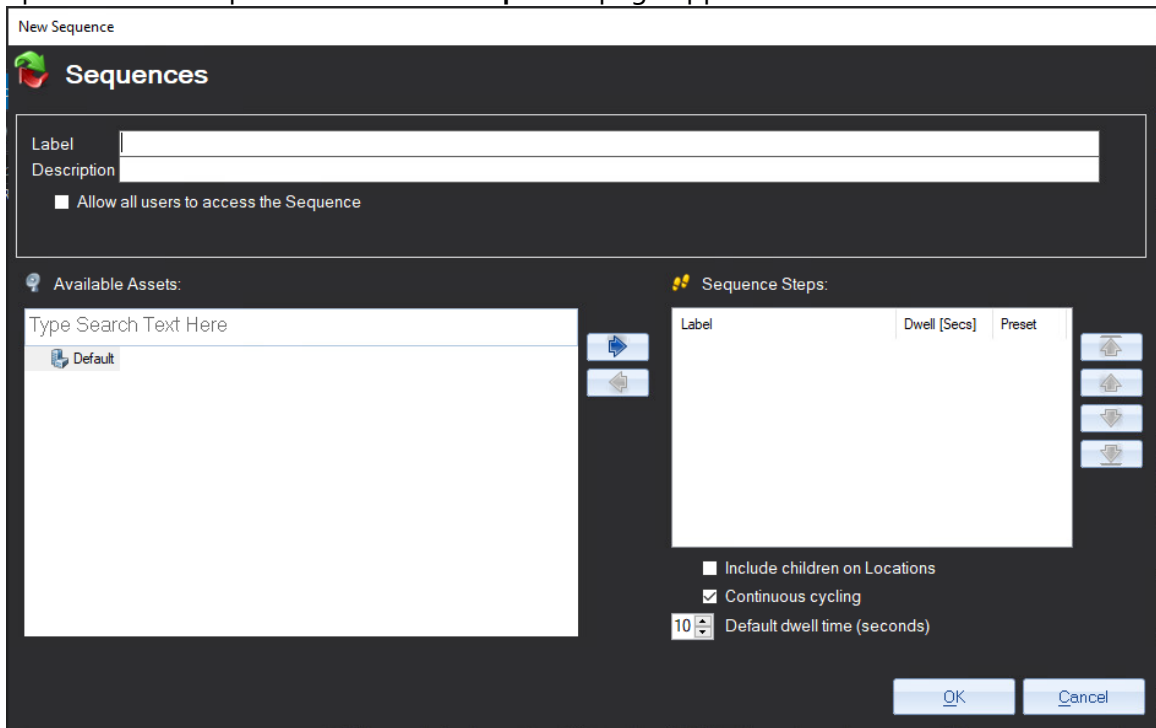 New Sequence
Sequences
Label
Description
Allow all users to access the Sequence
Available Assets:
Type Search Text Here
Default
Sequence Steps:
Label Dwell [Secs] Preset
Include children on Locations
Continuous cycling
10 Default dwell time (seconds)
OK Cancel